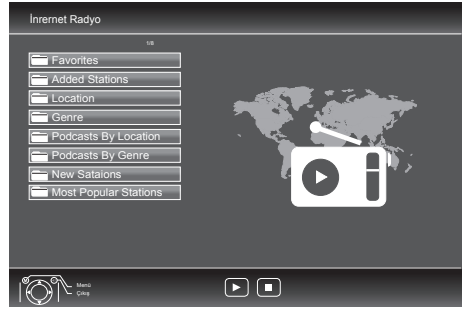 İnrernet Radyo
1/8
Favorites
Added Stations
Location
Genre
Podcasts By Location
Podcasts By Genre
New Sataions
Most Popular Stations
Menü
Çıkış